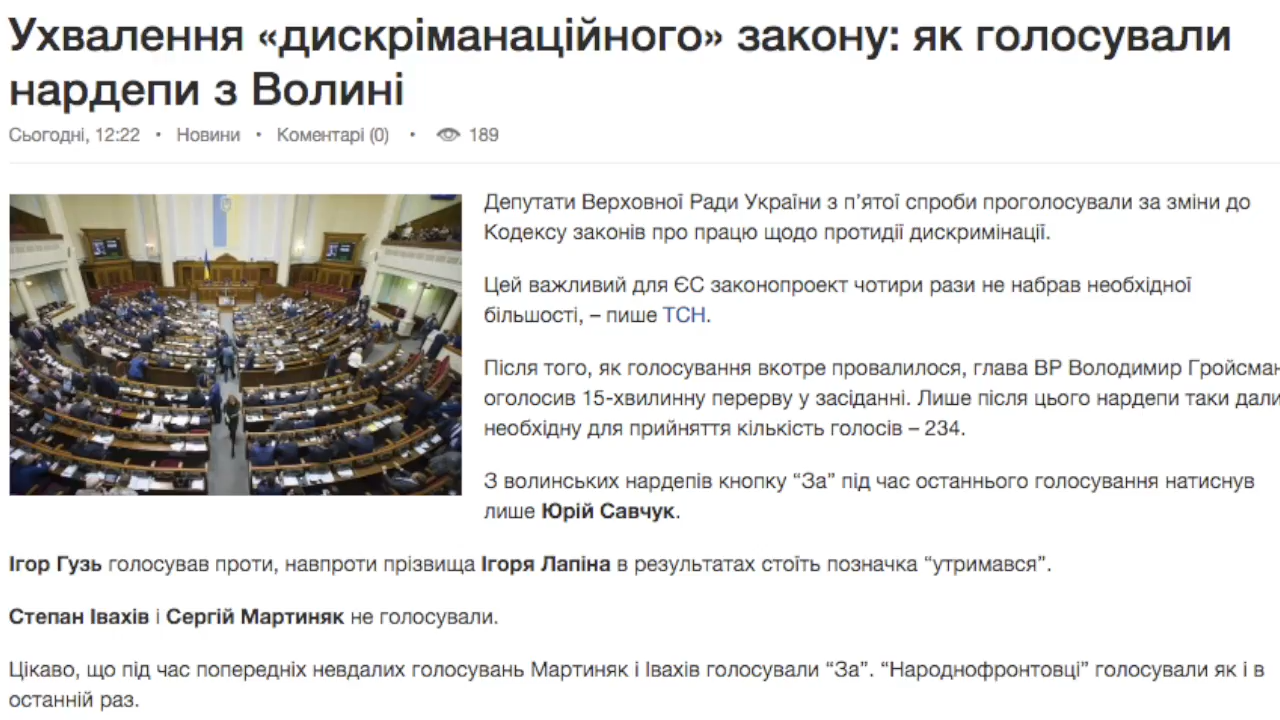 Ухвалення «дискріманаційного» закону: як голосували
нардепи з Волині
Сьогодні, 12:22 • Новини • Коментарі (0) • 189
Депутати Верховної Ради України з п’ятої спроби проголосували за зміни до
Кодексу законів про працю щодо протидії дискримінації.
Цей важливий для ЄС законопроект чотири рази не набрав необхідної
більшості, – пише ТСН.
Після того, як голосування вкотре провалилося, глава ВР Володимир Гройсман
оголосив 15-хвилинну перерву у засіданні. Лише після цього нардепи таки дали
необхідну для прийняття кількість голосів – 234.
З волинських нардепів кнопку “За” під час останнього голосування натиснув
лише Юрій Савчук.
Ігор Гузь голосував проти, навпроти прізвища Ігоря Лапіна в результатах стоїть позначка “утримався”.
Степан Івахів і Сергій Мартиняк не голосували.
Цікаво, що під час попередніх невдалих голосувань Мартиняк і Івахів голосували “За”. “Народнофронтовці” голосували як і в
останній раз.